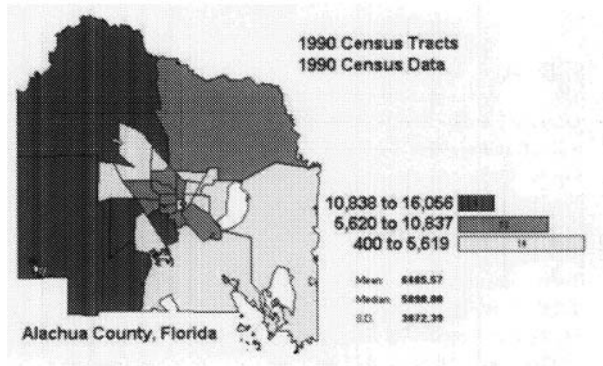 1990 Census Tracts
1990 Census Data
10,838 to 16,056
5,620 to 10,837
400 to 5,619
Mean:
Median:
S.D.
Alachua County, Florida